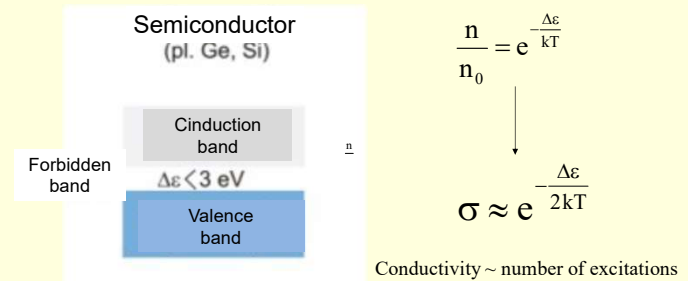 Semiconductor
(pl. Ge, Si)
Cinduction
band
Forbidden
band
Δε<3 eV
Valence
band
n
n/n₀ = e^(-Δε/kT)
σ ≈ e^(-Δε/2kT)
Conductivity ~ number of excitations